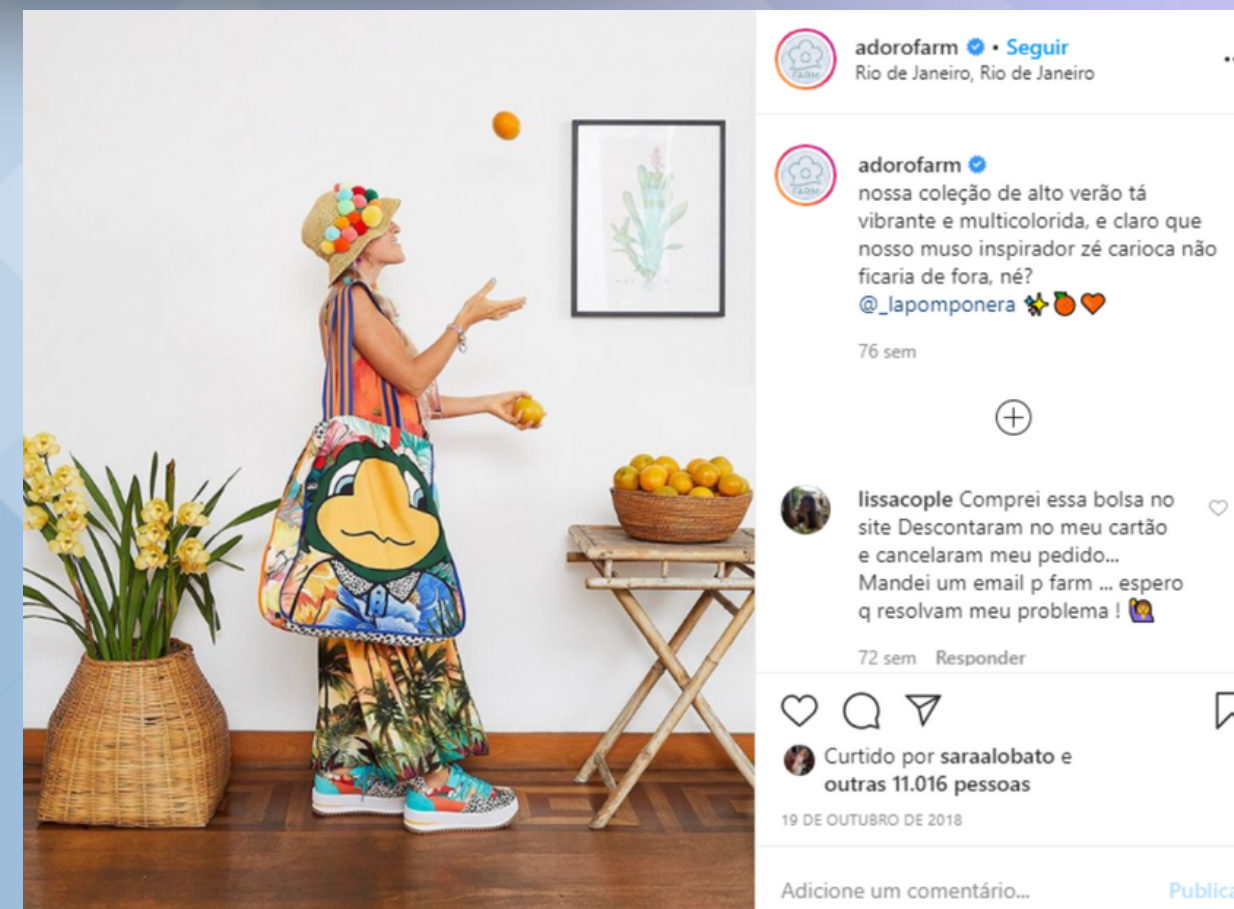 adorofarm • Seguir
Rio de Janeiro, Rio de Janeiro
adorofarm
nossa coleção de alto verão tá
vibrante e multicolorida, e claro que
nosso muso inspirador zé carioca não
ficaria de fora, né?
@_lapomponera ✨🍊🧡
76 sem
lissacople Comprei essa bolsa no
site Descontaram no meu cartão
e cancelaram meu pedido...
Mandei um email p farm ... espero
q resolvam meu problema ! 🙋
72 sem Responder
Curtido por saraalobato e
outras 11.016 pessoas
19 DE OUTUBRO DE 2018
Adicione um comentário...